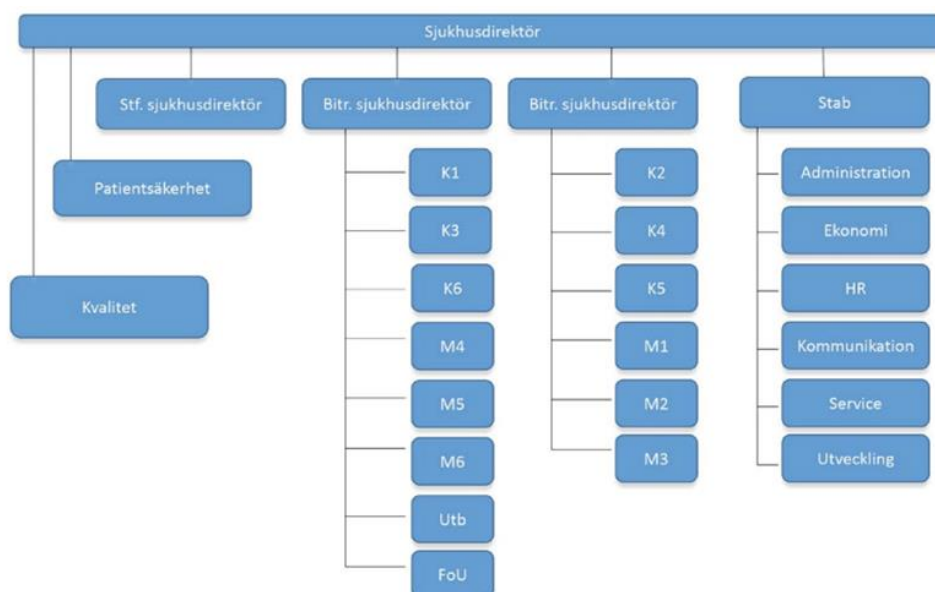 Sjukhusdirektör
Stf. sjukhusdirektör
Bitr. sjukhusdirektör
Bitr. sjukhusdirektör
Stab
Patientsäkerhet
Kvalitet
K1
K3
K6
M4
M5
M6
Utb
FoU
K2
K4
K5
M1
M2
M3
Administration
Ekonomi
HR
Kommunikation
Service
Utveckling